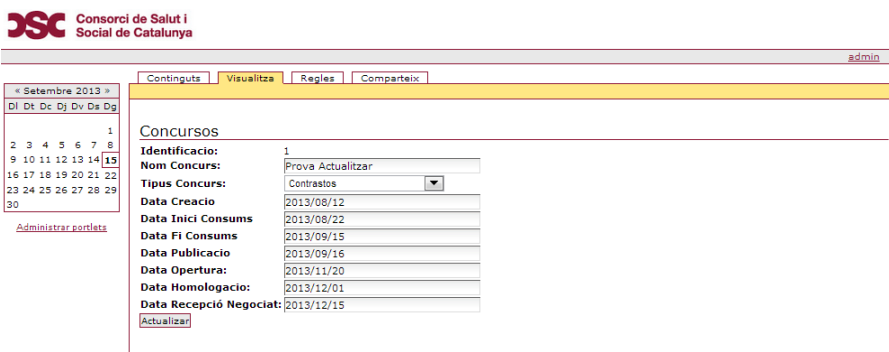 CSC
Consorci de Salut i
Social de Catalunya
admin
Continguts Visualitza Regles Comparteix
« Setembre 2013 »
Dl Dt Dc Dj Dv Ds Dg
1
2 3 4 5 6 7 8
9 10 11 12 13 14 15
16 17 18 19 20 21 22
23 24 25 26 27 28 29
30
Administrar portlets
Concursos
Identificacio: 1
Nom Concurs: Prova Actualitzar
Tipus Concurs: Contrastos
Data Creacio 2013/08/12
Data Inici Consums 2013/08/22
Data Fi Consums 2013/09/15
Data Publicacio 2013/09/16
Data Opertura: 2013/11/20
Data Homologacio: 2013/12/01
Data Recepció Negociat: 2013/12/15
Actualizar